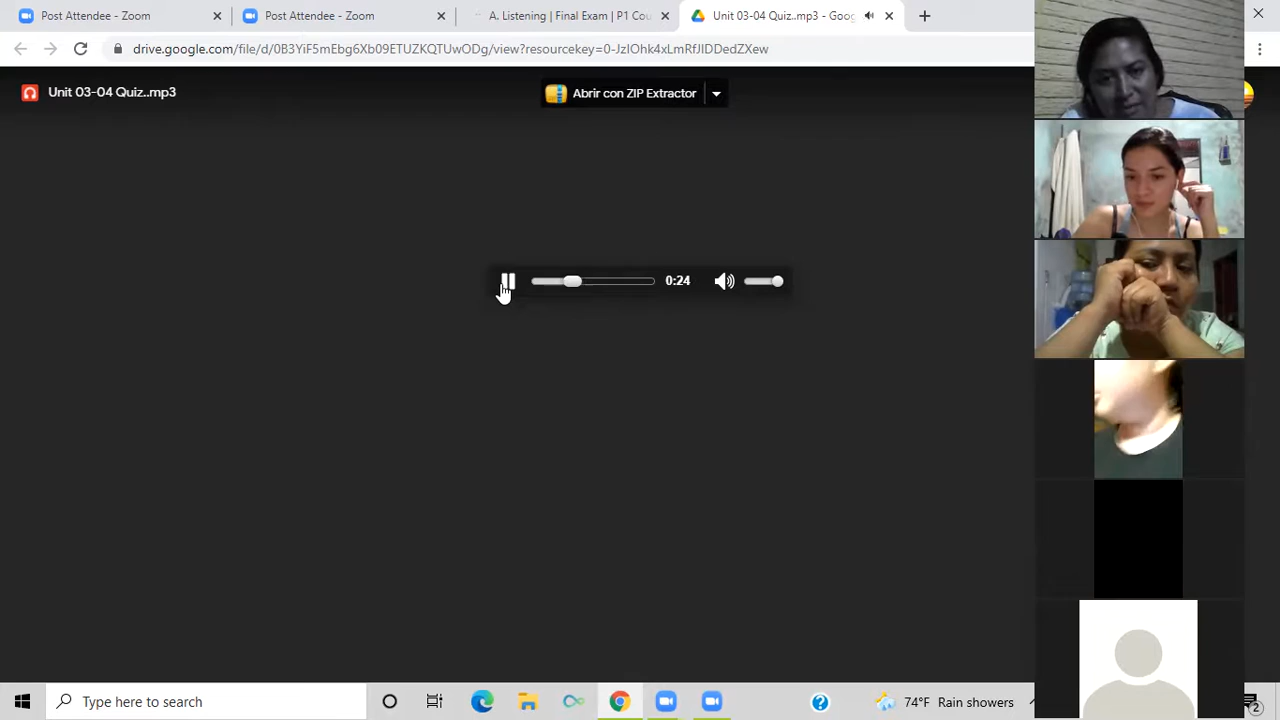 Post Attendee - Zoom
Post Attendee - Zoom
A. Listening | Final Exam | P1 Cou
Unit 03-04 Quiz..mp3 - Goog
drive.google.com/file/d/0B3YiF5mEbg6Xb09ETUZKQTUwODg/view?resourcekey=0-JzIOhk4xLmRfJIDDedZXew
Unit 03-04 Quiz..mp3
Abrir con ZIP Extractor
0:24
Type here to search
74°F Rain showers
2